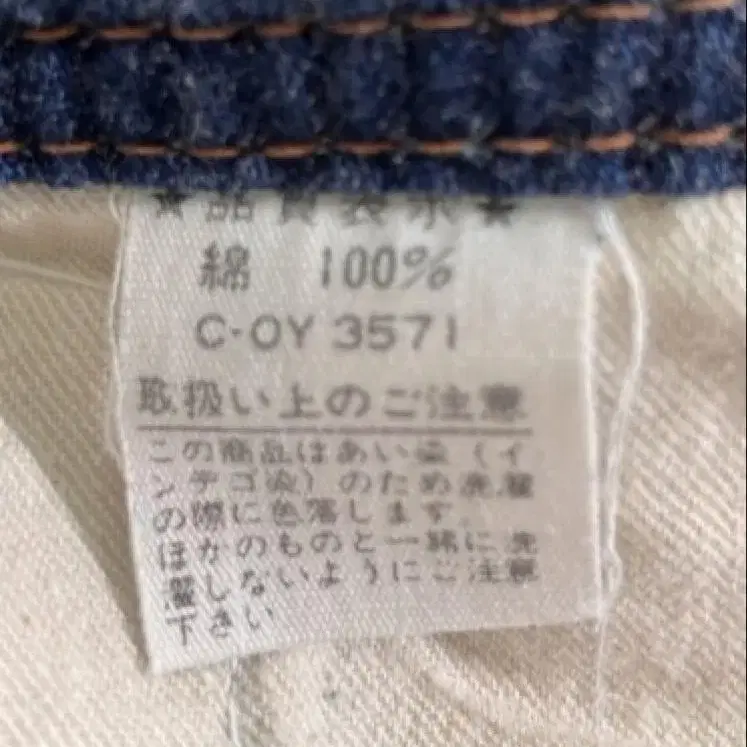 ★品質表示★
綿 100%
C-OY 3571
取扱い上のご注意
この商品はあい染(イ
ンデゴ染)のため洗濯
の際に色落します。
ほかのものと一緒に洗
濯しないようにご注意
下さい